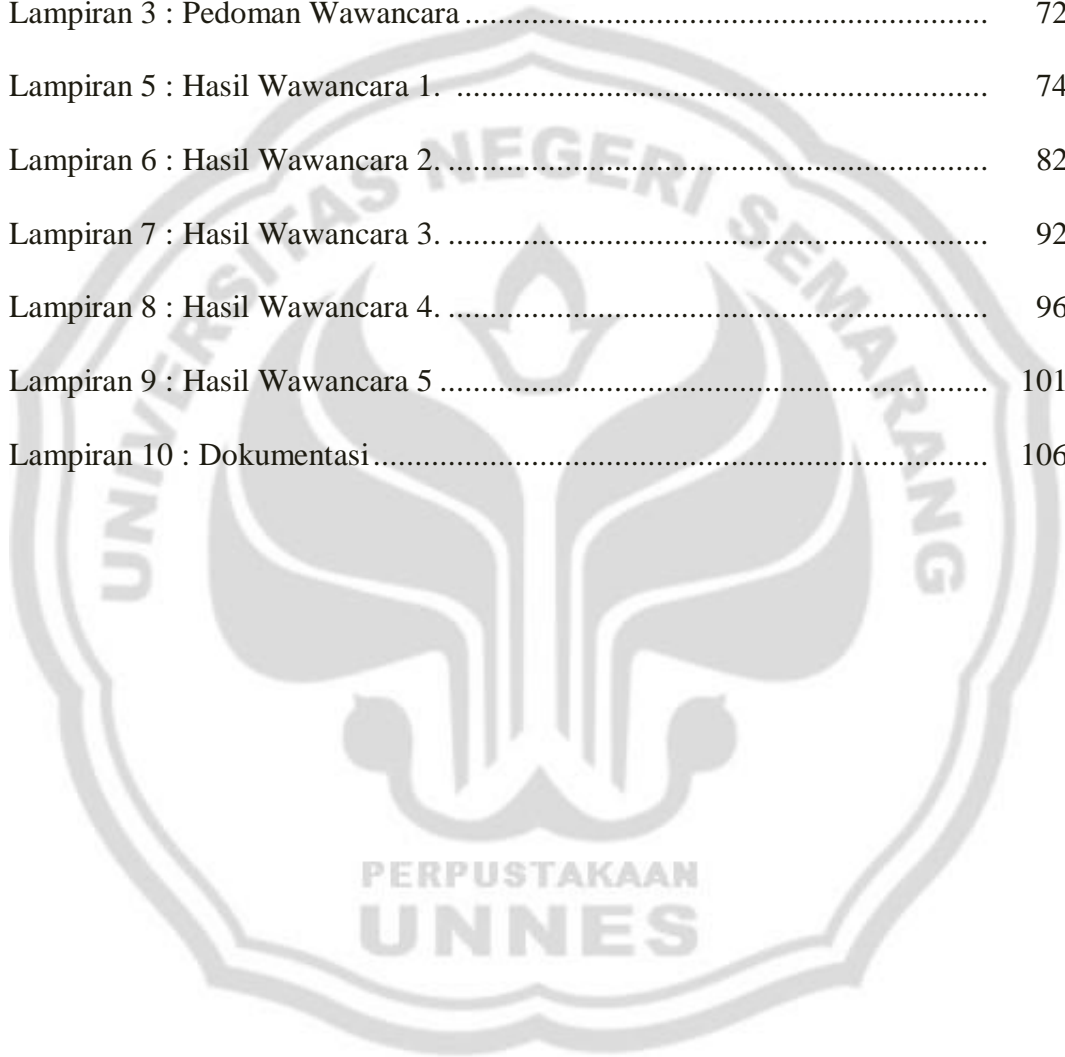 Lampiran 3 : Pedoman Wawancara ........................................................... 72
Lampiran 5 : Hasil Wawancara 1. ............................................................ 74
Lampiran 6 : Hasil Wawancara 2. ............................................................. 82
Lampiran 7 : Hasil Wawancara 3. ............................................................. 92
Lampiran 8 : Hasil Wawancara 4. ............................................................. 96
Lampiran 9 : Hasil Wawancara 5 .............................................................. 101
Lampiran 10 : Dokumentasi ...................................................................... 106
UNIVERSITAS NEGERI SEMARANG
PERPUSTAKAAN
UNNES